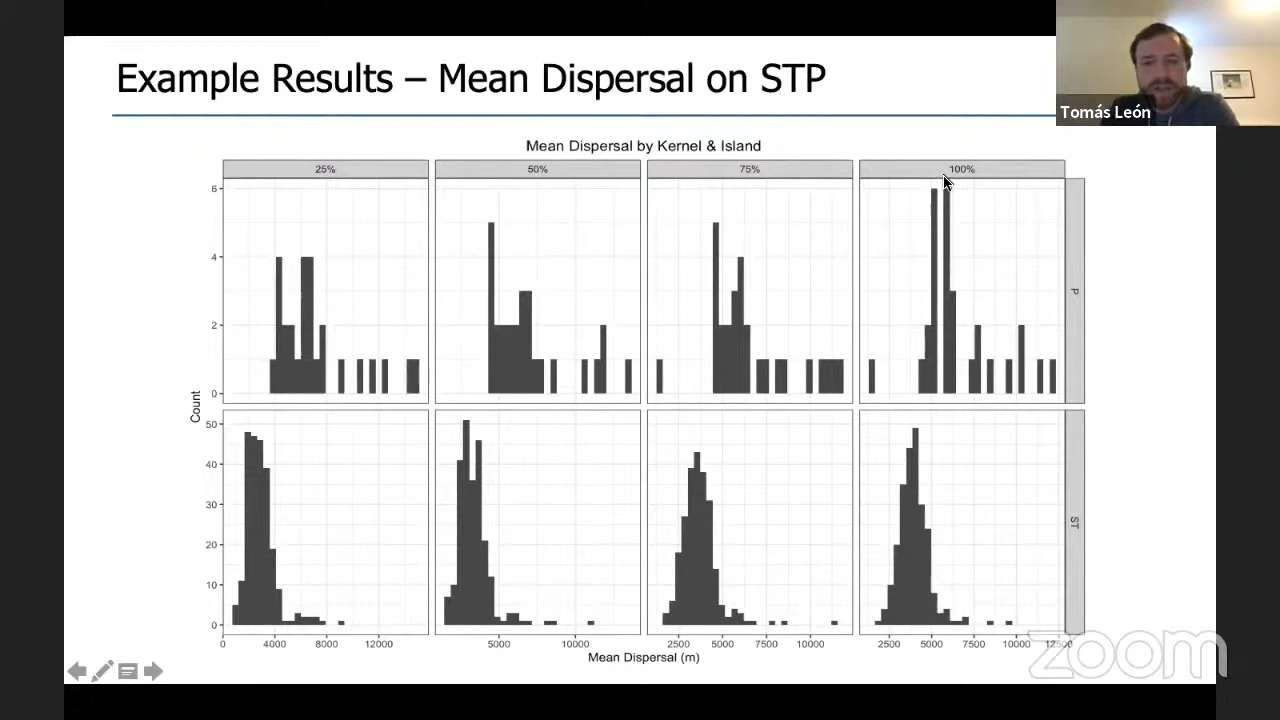 Example Results – Mean Dispersal on STP
Tomás León
Mean Dispersal by Kernel & Island
25% 50% 75% 100%
6
4
2
0
P
Count
50
40
30
20
10
0
ST
0 4000 8000 12000 5000 10000 2500 5000 7500 10000 2500 5000 7500 10000 12500
Mean Dispersal (m)
zoom